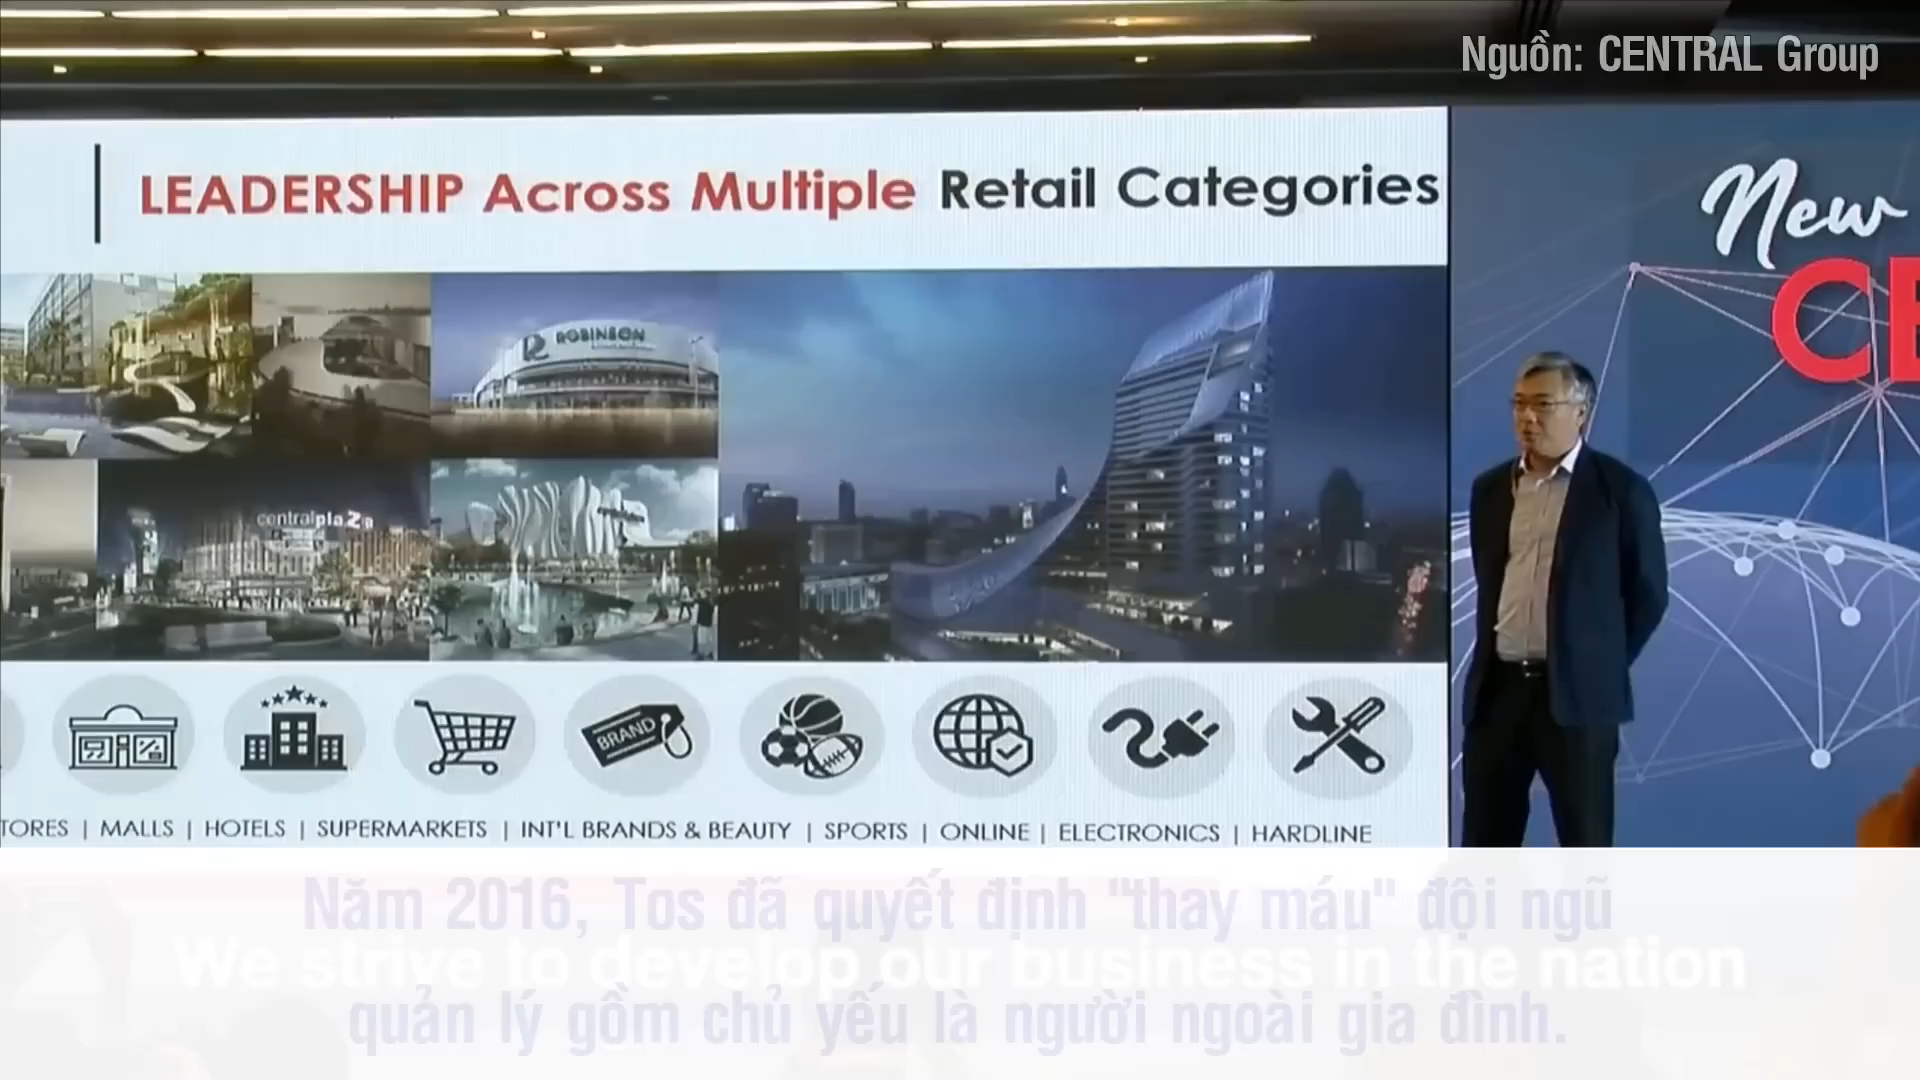 Nguồn: CENTRAL Group
LEADERSHIP Across Multiple Retail Categories
New
CE
ROBINSON
centralplaza
BRAND
TORES | MALLS | HOTELS | SUPERMARKETS | INT'L BRANDS & BEAUTY | SPORTS | ONLINE | ELECTRONICS | HARDLINE
Năm 2016, Tos đã quyết định "thay máu" đội ngũ
We strive to develop our business in the nation
quản lý gồm chủ yếu là người ngoài gia đình.